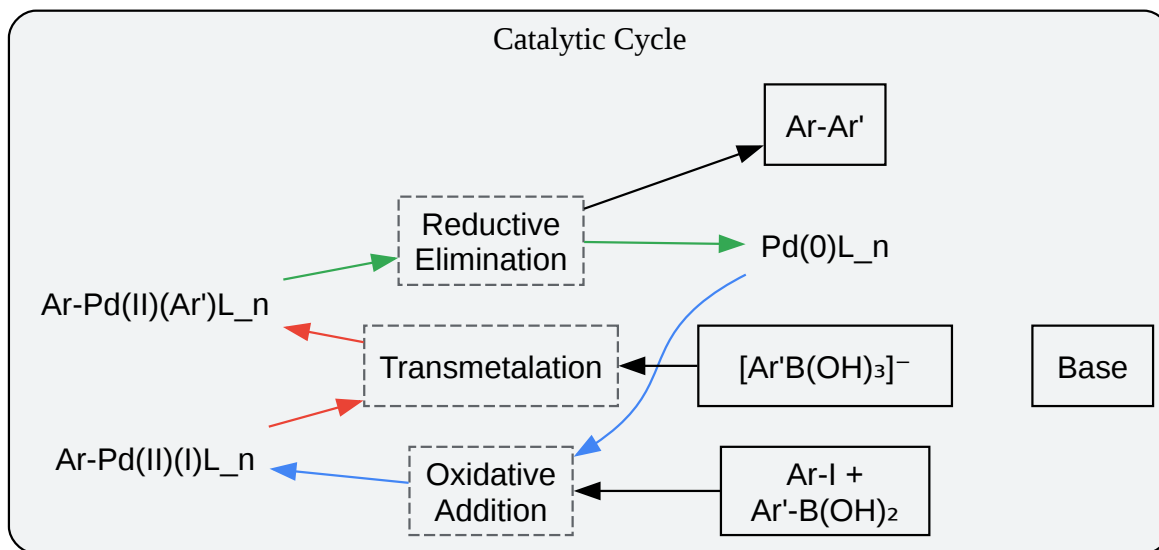 Catalytic Cycle
Ar-Ar'
Reductive
Elimination
Pd(0)L_n
Ar-Pd(II)(Ar')L_n
Transmetalation
[Ar'B(OH)₃]⁻
Base
Ar-Pd(II)(I)L_n
Oxidative
Addition
Ar-I +
Ar'-B(OH)₂